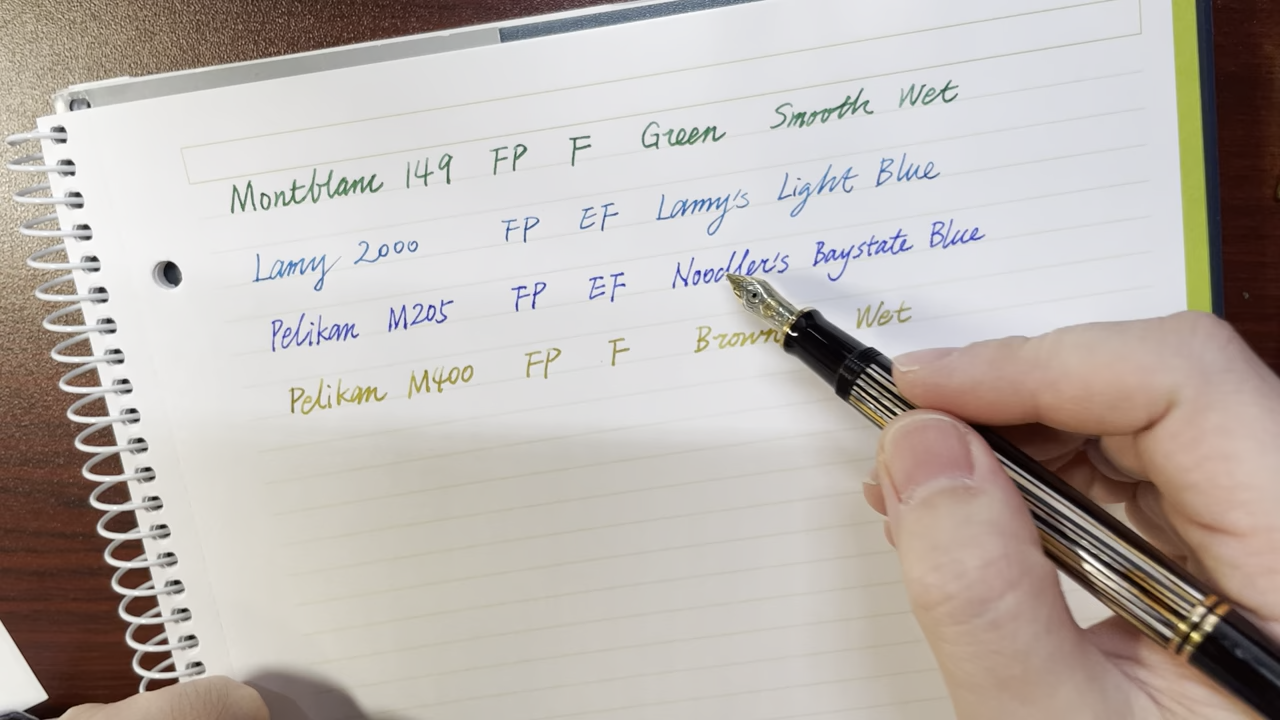 Montblanc 149 FP F Green Smooth Wet
Lamy 2000 FP EF Lamy's Light Blue
Pelikan M205 FP EF Noodler's Baystate Blue
Pelikan M400 FP F Brown Wet